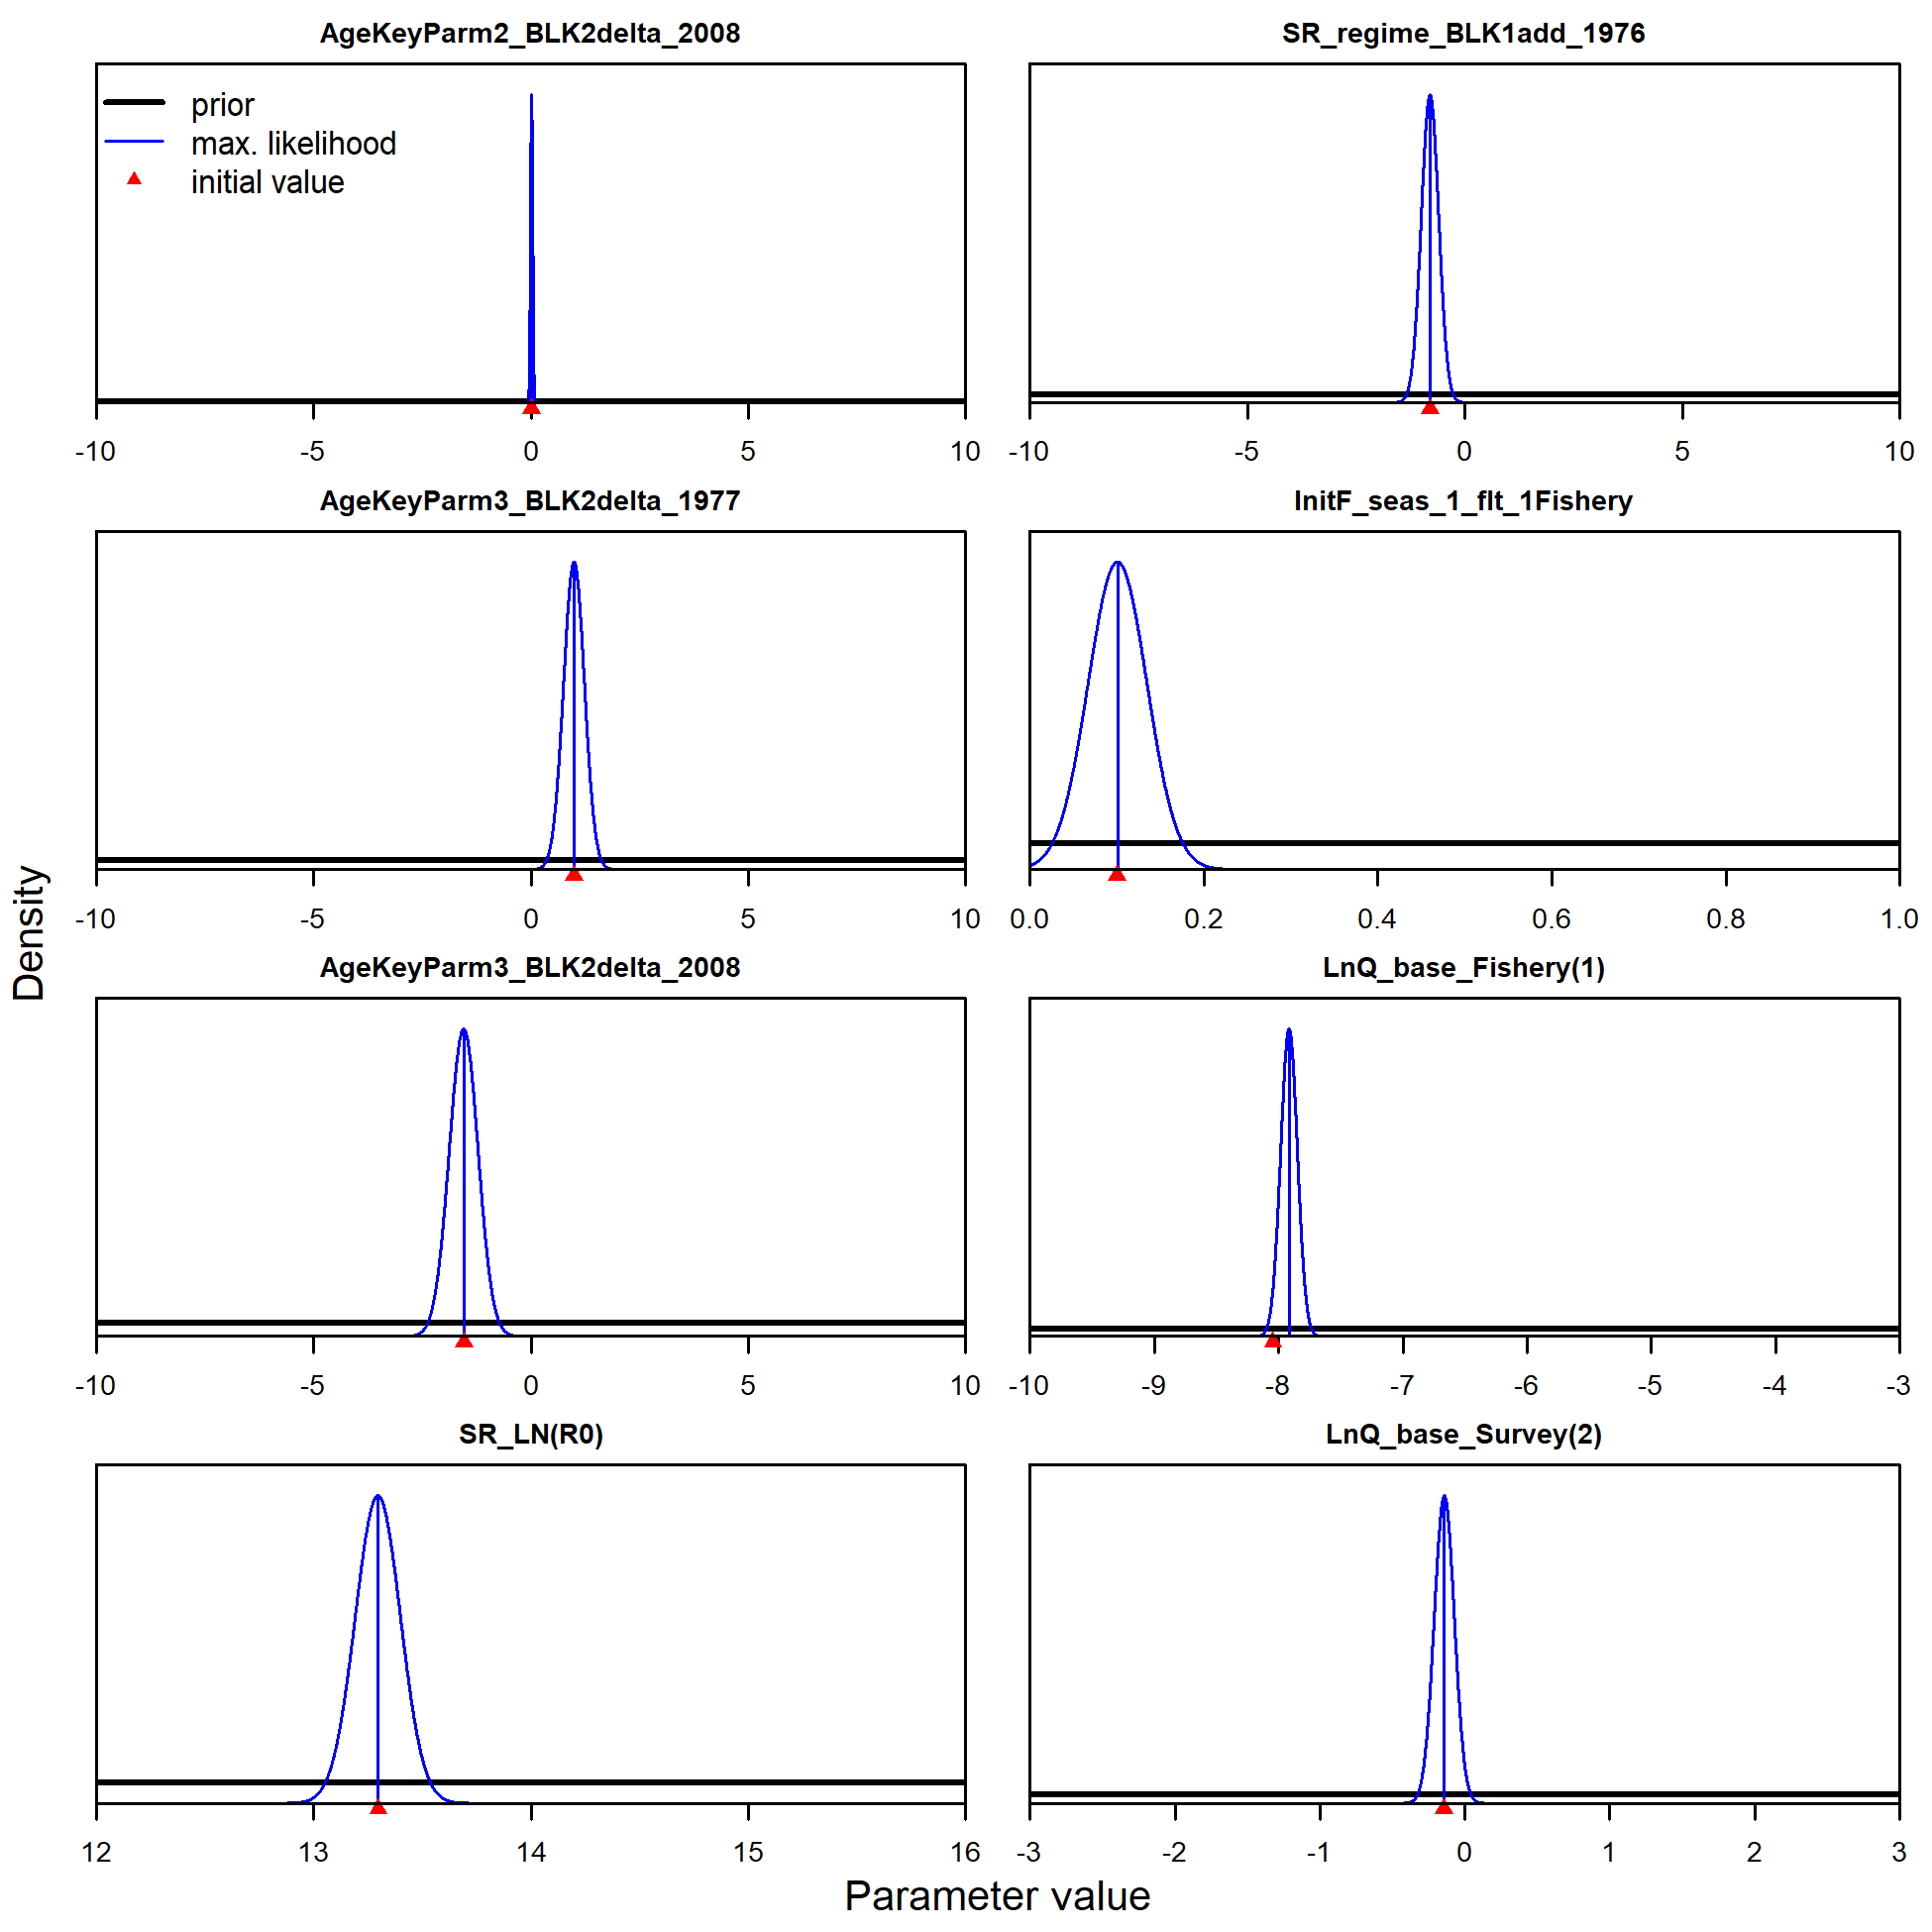 AgeKeyParm2_BLK2delta_2008
prior
max. likelihood
initial value
-10 -5 0 5 10
SR_regime_BLK1add_1976
-10 -5 0 5 10
AgeKeyParm3_BLK2delta_1977
-10 -5 0 5 10
InitF_seas_1_flt_1Fishery
0.0 0.2 0.4 0.6 0.8 1.0
AgeKeyParm3_BLK2delta_2008
-10 -5 0 5 10
LnQ_base_Fishery(1)
-10 -9 -8 -7 -6 -5 -4 -3
SR_LN(R0)
12 13 14 15 16
LnQ_base_Survey(2)
-3 -2 -1 0 1 2 3
Density
Parameter value